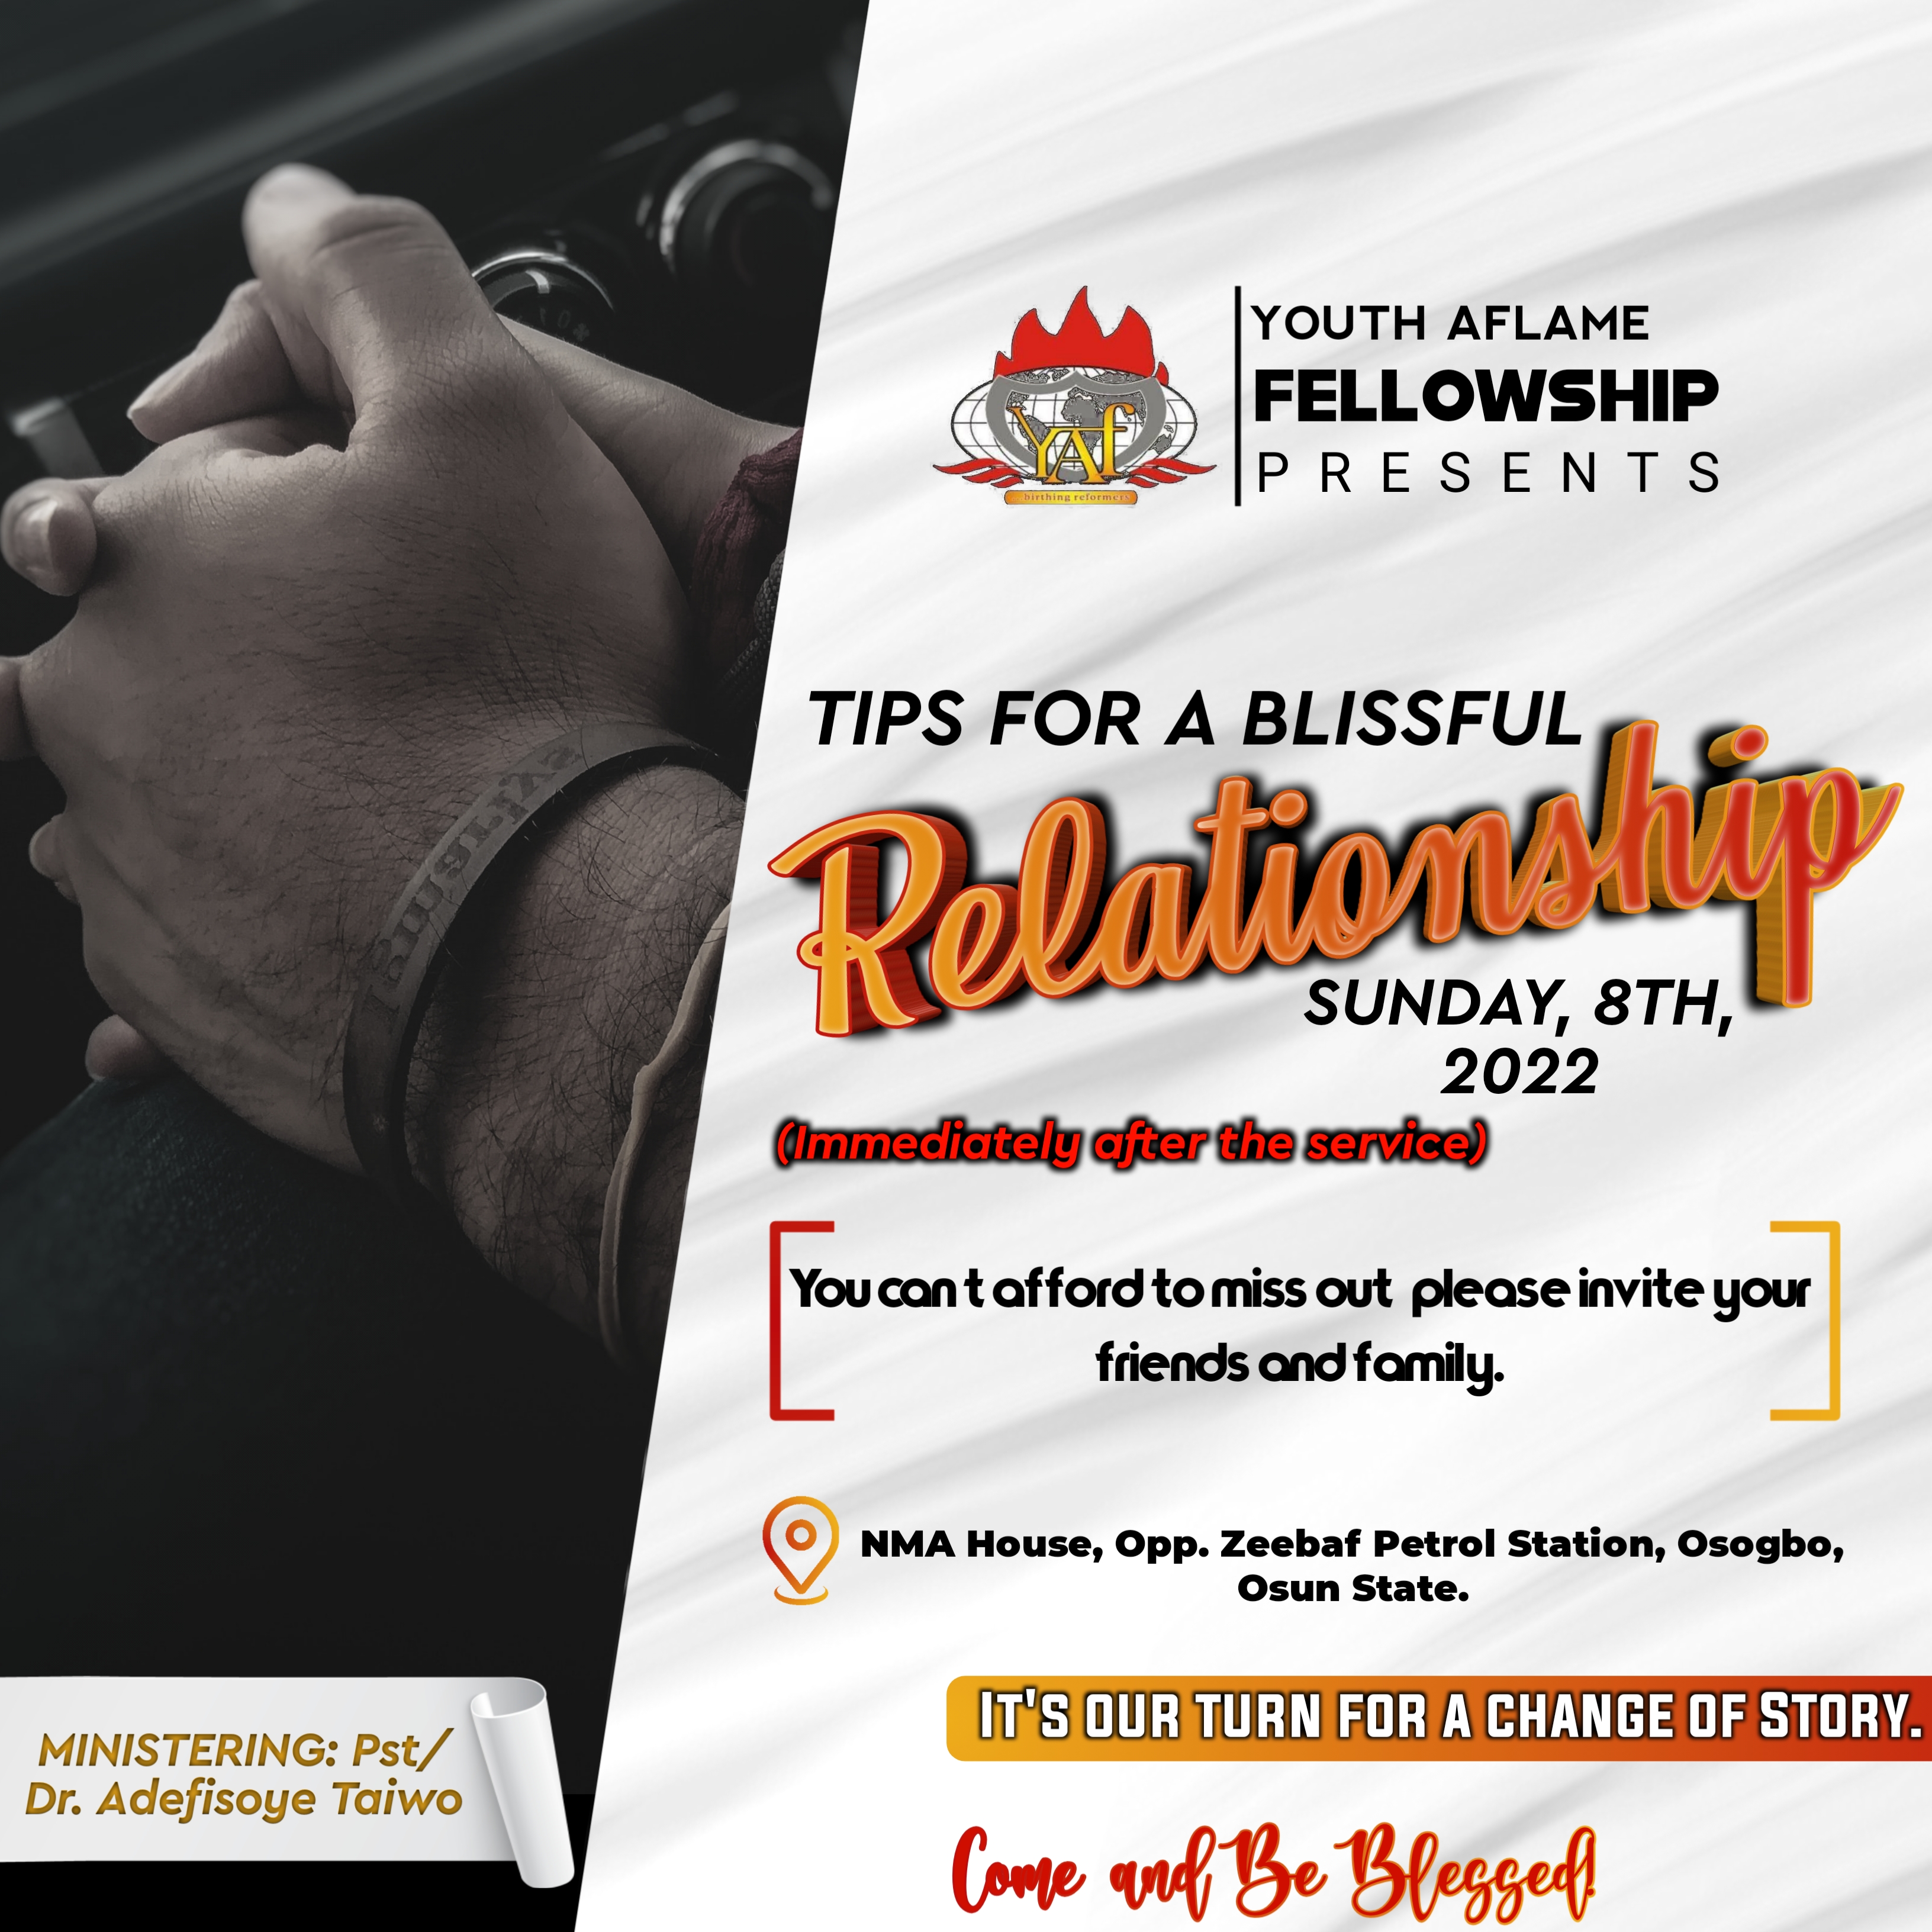 YOUTH AFLAME
FELLOWSHIP
PRESENTS
YAf
birthing reformers
TIPS FOR A BLISSFUL
Relationship
SUNDAY, 8TH,
2022
(Immediately after the service)
You can t afford to miss out please invite your
friends and family.
NMA House, Opp. Zeebaf Petrol Station, Osogbo,
Osun State.
MINISTERING: Pst/
Dr. Adefisoye Taiwo
IT'S OUR TURN FOR A CHANGE OF STORY.
Come and Be Blessed!